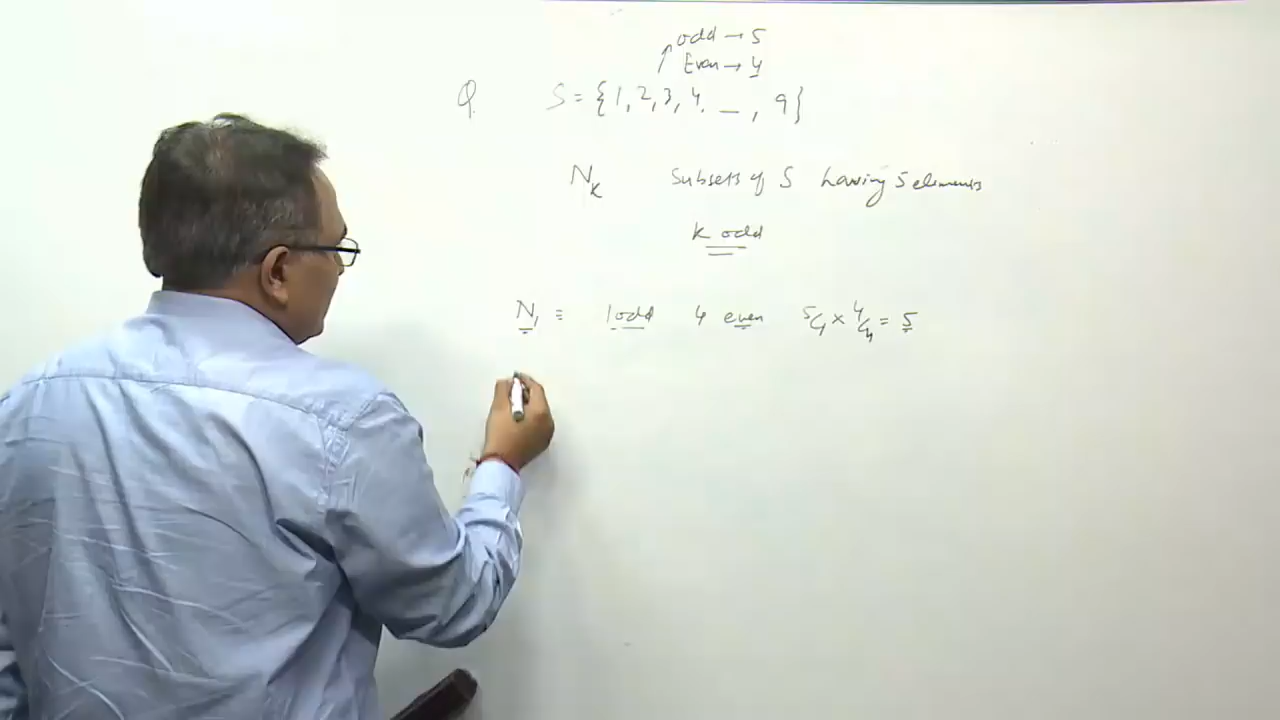 odd → 5
Even → 4
Q. S = {1, 2, 3, 4, _ , 9}
N_k Subsets of S having 5 elements
k odd
N₁ ≡ 1 odd 4 even ⁵C₁ × ⁴C₄ = 5